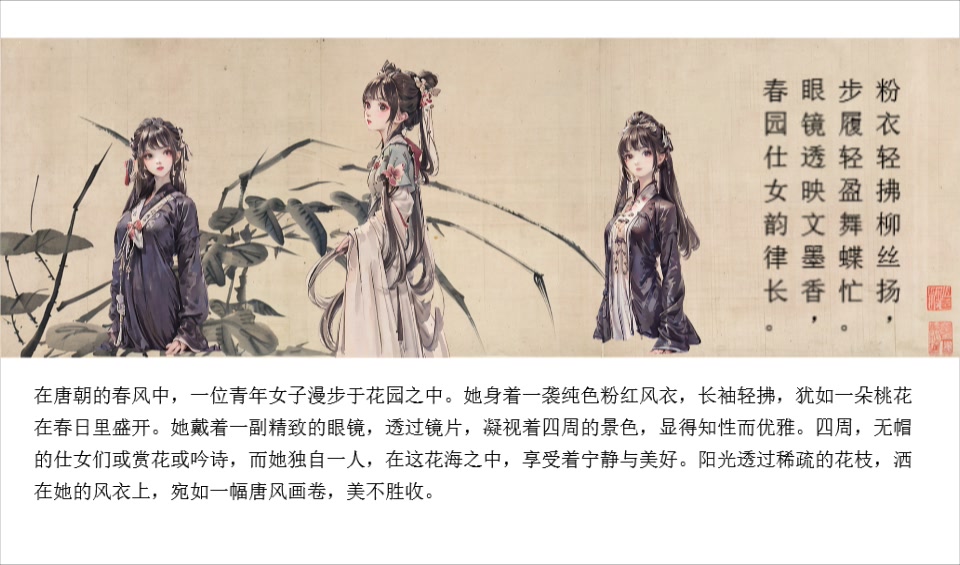 粉衣轻拂柳丝扬，
步履轻盈舞蝶忙。
眼镜透映文墨香，
春园仕女韵律长。
在唐朝的春风中，一位青年女子漫步于花园之中。她身着一袭纯色粉红风衣，长袖轻拂，犹如一朵桃花
在春日里盛开。她戴着一副精致的眼镜，透过镜片，凝视着四周的景色，显得知性而优雅。四周，无帽
的仕女们或赏花或吟诗，而她独自一人，在这花海之中，享受着宁静与美好。阳光透过稀疏的花枝，洒
在她的风衣上，宛如一幅唐风画卷，美不胜收。